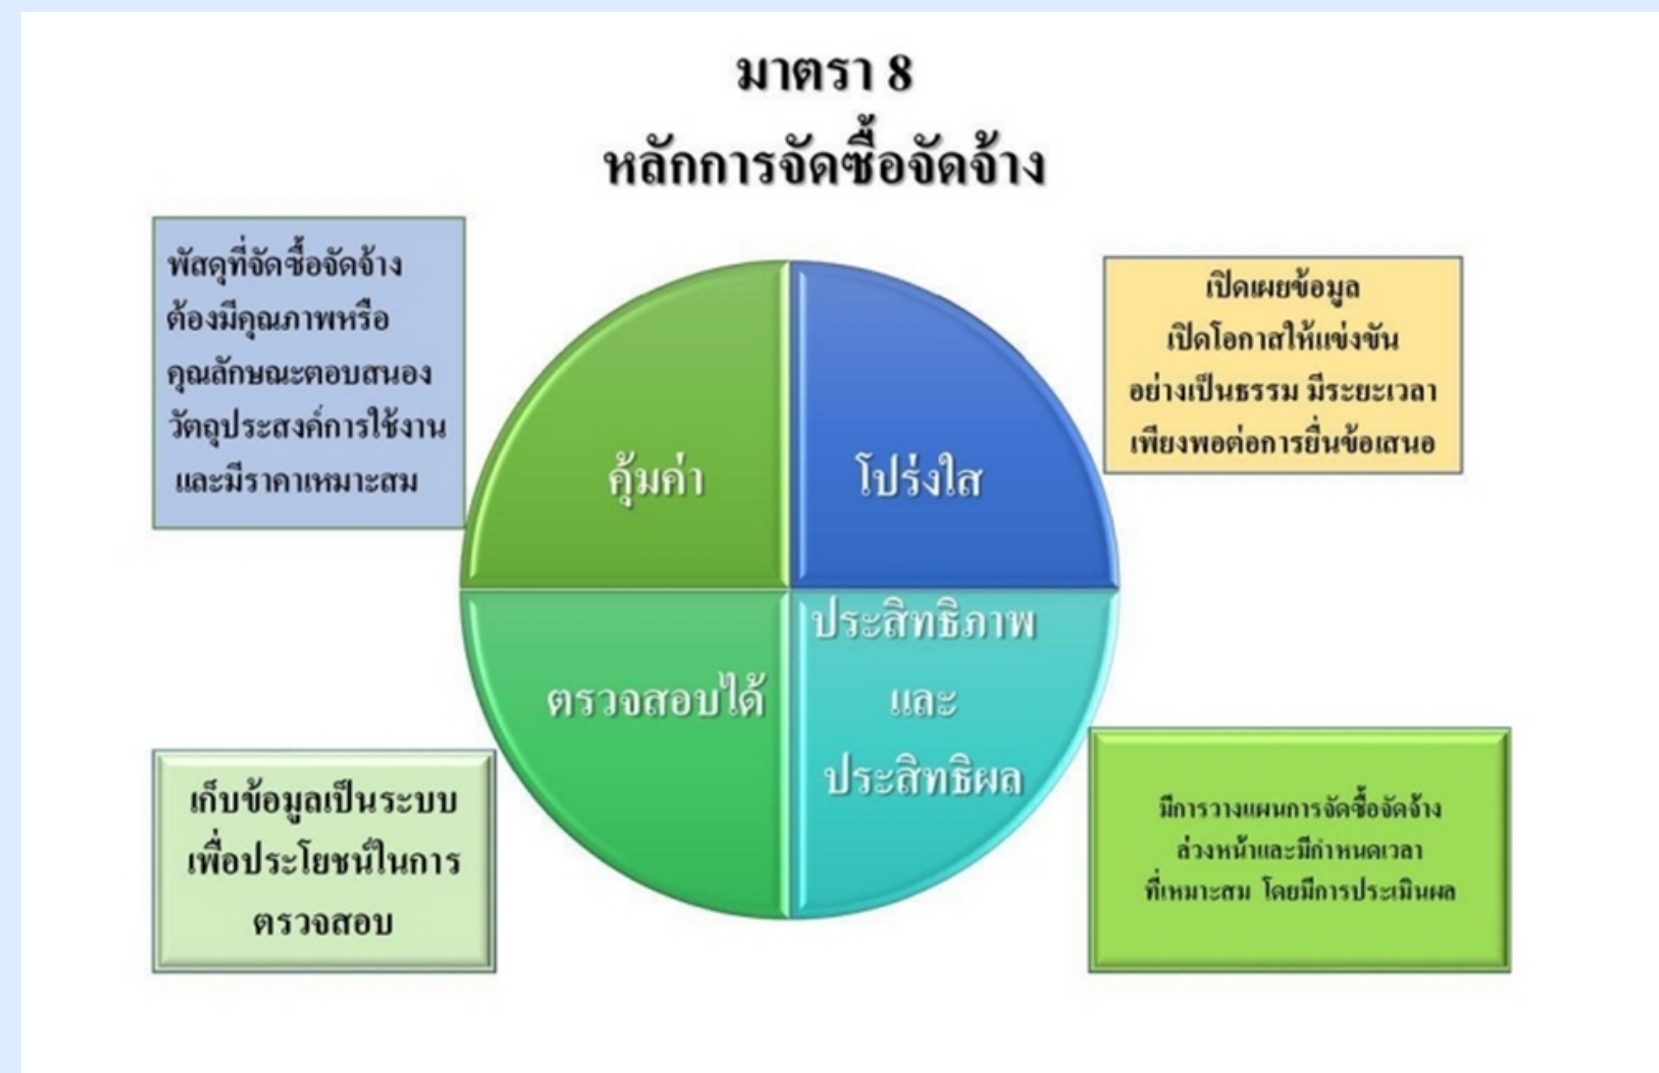 มาตรา 8
หลักการจัดซื้อจัดจ้าง
พัสดุที่จัดซื้อจัดจ้าง
ต้องมีคุณภาพหรือ
คุณลักษณะตอบสนอง
วัตถุประสงค์การใช้งาน
และมีราคาเหมาะสม
เปิดเผยข้อมูล
เปิดโอกาสให้แข่งขัน
อย่างเป็นธรรม มีระยะเวลา
เพียงพอต่อการยื่นข้อเสนอ
คุ้มค่า
โปร่งใส
ตรวจสอบได้
ประสิทธิภาพ
และ
ประสิทธิผล
เก็บข้อมูลเป็นระบบ
เพื่อประโยชน์ในการ
ตรวจสอบ
มีการวางแผนการจัดซื้อจัดจ้าง
ล่วงหน้าและมีกำหนดเวลา
ที่เหมาะสม โดยมีการประเมินผล